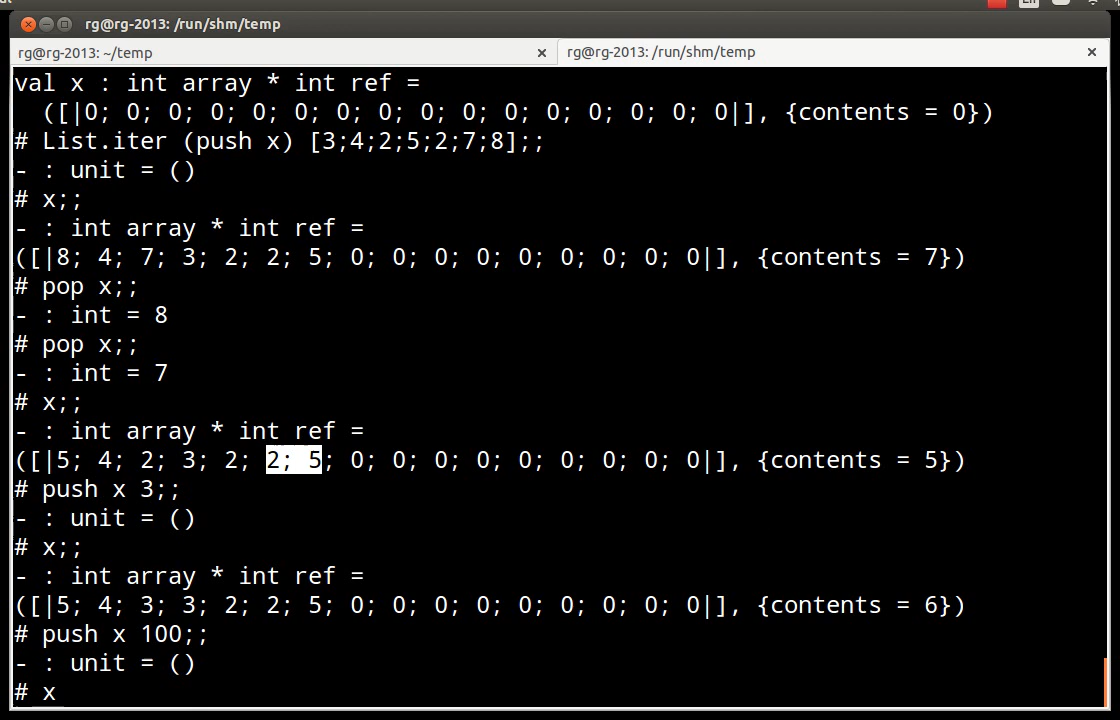 En
rg@rg-2013: /run/shm/temp
rg@rg-2013: ~/temp
rg@rg-2013: /run/shm/temp
val x : int array * int ref =
  ([|0; 0; 0; 0; 0; 0; 0; 0; 0; 0; 0; 0; 0; 0; 0; 0|], {contents = 0})
# List.iter (push x) [3;4;2;5;2;7;8];;
- : unit = ()
# x;;
- : int array * int ref =
([|8; 4; 7; 3; 2; 2; 5; 0; 0; 0; 0; 0; 0; 0; 0; 0|], {contents = 7})
# pop x;;
- : int = 8
# pop x;;
- : int = 7
# x;;
- : int array * int ref =
([|5; 4; 2; 3; 2; 2; 5; 0; 0; 0; 0; 0; 0; 0; 0; 0|], {contents = 5})
# push x 3;;
- : unit = ()
# x;;
- : int array * int ref =
([|5; 4; 3; 3; 2; 2; 5; 0; 0; 0; 0; 0; 0; 0; 0; 0|], {contents = 6})
# push x 100;;
- : unit = ()
# x